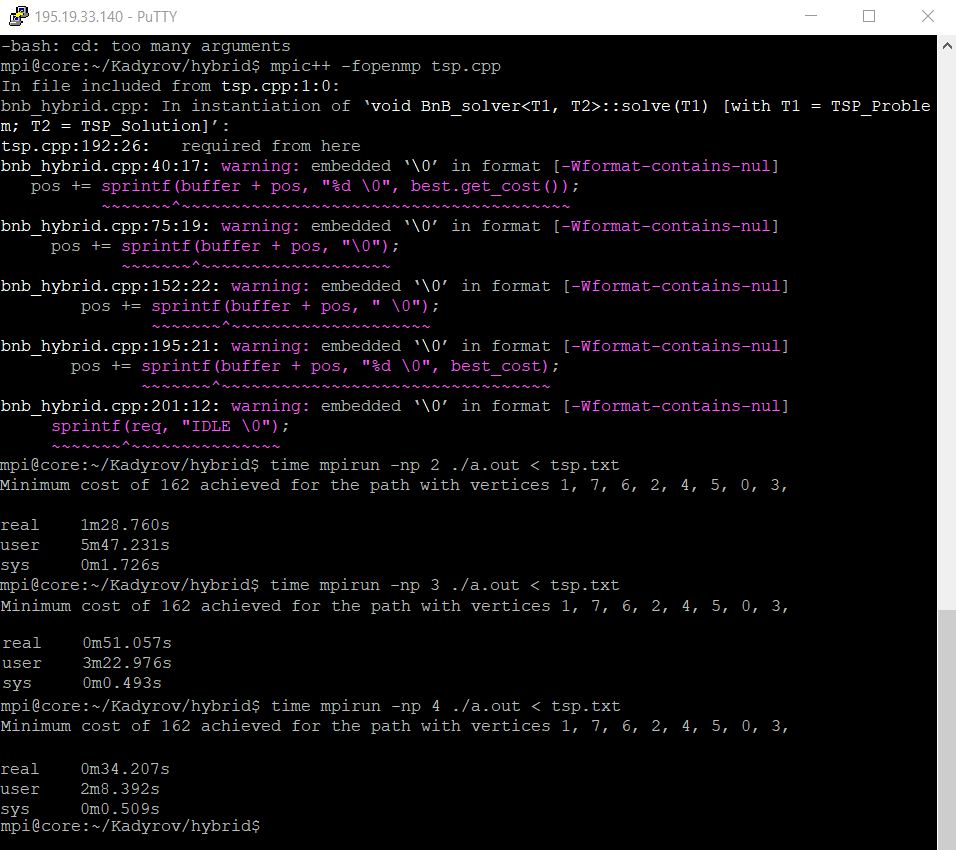 195.19.33.140 - PuTTY
-bash: cd: too many arguments
mpi@core:~/Kadyrov/hybrid$ mpic++ -fopenmp tsp.cpp
In file included from tsp.cpp:1:0:
bnb_hybrid.cpp: In instantiation of ‘void BnB_solver<T1, T2>::solve(T1) [with T1 = TSP_Proble
m; T2 = TSP_Solution]’:
tsp.cpp:192:26:   required from here
bnb_hybrid.cpp:40:17: warning: embedded ‘\0’ in format [-Wformat-contains-nul]
   pos += sprintf(buffer + pos, "%d \0", best.get_cost());
          ~~~~~~~^~~~~~~~~~~~~~~~~~~~~~~~~~~~~~~~~~~~~~~~
bnb_hybrid.cpp:75:19: warning: embedded ‘\0’ in format [-Wformat-contains-nul]
     pos += sprintf(buffer + pos, "\0");
            ~~~~~~~^~~~~~~~~~~~~~~~~~~~
bnb_hybrid.cpp:152:22: warning: embedded ‘\0’ in format [-Wformat-contains-nul]
        pos += sprintf(buffer + pos, " \0");
               ~~~~~~~^~~~~~~~~~~~~~~~~~~~~
bnb_hybrid.cpp:195:21: warning: embedded ‘\0’ in format [-Wformat-contains-nul]
       pos += sprintf(buffer + pos, "%d \0", best_cost);
              ~~~~~~~^~~~~~~~~~~~~~~~~~~~~~~~~~~~~~~~~~
bnb_hybrid.cpp:201:12: warning: embedded ‘\0’ in format [-Wformat-contains-nul]
     sprintf(req, "IDLE \0");
     ~~~~~~~^~~~~~~~~~~~~~~~
mpi@core:~/Kadyrov/hybrid$ time mpirun -np 2 ./a.out < tsp.txt
Minimum cost of 162 achieved for the path with vertices 1, 7, 6, 2, 4, 5, 0, 3,
real    1m28.760s
user    5m47.231s
sys     0m1.726s
mpi@core:~/Kadyrov/hybrid$ time mpirun -np 3 ./a.out < tsp.txt
Minimum cost of 162 achieved for the path with vertices 1, 7, 6, 2, 4, 5, 0, 3,
real    0m51.057s
user    3m22.976s
sys     0m0.493s
mpi@core:~/Kadyrov/hybrid$ time mpirun -np 4 ./a.out < tsp.txt
Minimum cost of 162 achieved for the path with vertices 1, 7, 6, 2, 4, 5, 0, 3,
real    0m34.207s
user    2m8.392s
sys     0m0.509s
mpi@core:~/Kadyrov/hybrid$